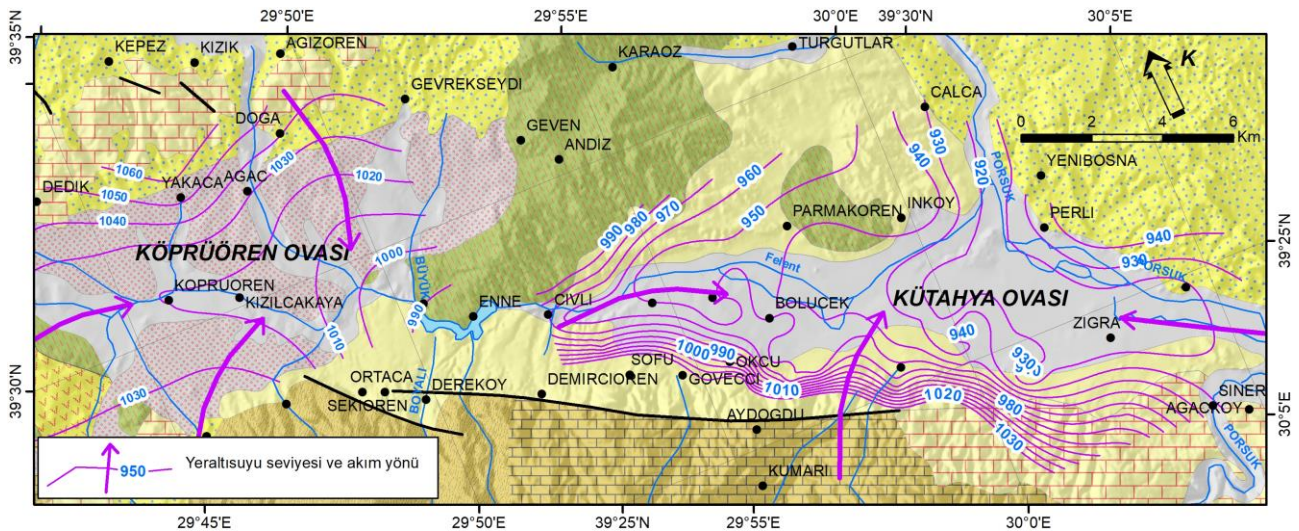 29°50'E 29°55'E 30°0'E 39°30'N 30°5'E
39°35'N
KEPEZ KIZIK AGIZOREN KARAOZ TURGUTLAR
K
GEVREKSEYDI
CALCA
0 2 4 6
Km
DOGA
GEVEN
ANDIZ
930
940
920
PORSUK
YENIBOSNA
1060 1030 1020 960
1050 YAKACA AGAC
DEDIK
1040
990 980 970 950
PARMAKOREN INKOY
PERLI
940
930
39°25'N
KÖPRÜÖREN OVASI
1000
BÜYÜK
Felent
PORSUK
KOPRUOREN
KIZILCAKAYA
990
ENNE CIVLI
BOLUCEK
KÜTAHYA OVASI
1010
940
ZIGRA
1000 990
930
SOFU
1010
1020
980
1030
ORTACA
SEKIOREN
BOYALI
DEREKOY
DEMIRCIOREN
GOVECCI
39°30'N
1030
AYDOGDU
SINER
AGACKOY
30°5'E
PORSUK
KUMARI
950 Yeraltısuyu seviyesi ve akım yönü
29°45'E 29°50'E 39°25'N 29°55'E 30°0'E